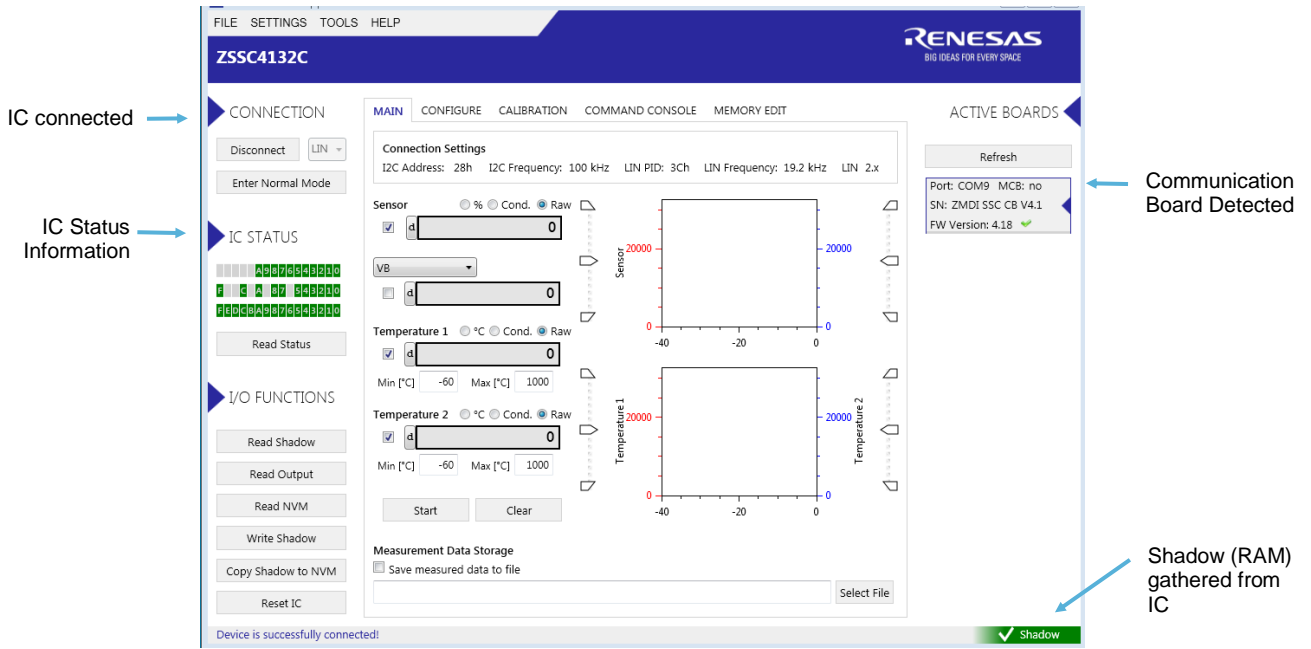 FILE SETTINGS TOOLS HELP
ZSSC4132C
RENESAS
BIG IDEAS FOR EVERY SPACE
IC connected
CONNECTION
Disconnect LIN
Enter Normal Mode
IC Status
Information
IC STATUS
A9876543210
F C A 87 543210
FEDCBA9876543210
Read Status
I/O FUNCTIONS
Read Shadow
Read Output
Read NVM
Write Shadow
Copy Shadow to NVM
Reset IC
MAIN CONFIGURE CALIBRATION COMMAND CONSOLE MEMORY EDIT
Connection Settings
I2C Address: 28h I2C Frequency: 100 kHz LIN PID: 3Ch LIN Frequency: 19.2 kHz LIN 2.x
Sensor % Cond. Raw
d 0
VB
d 0
Temperature 1 °C Cond. Raw
d 0
Min [°C] -60 Max [°C] 1000
Temperature 2 °C Cond. Raw
d 0
Min [°C] -60 Max [°C] 1000
Start Clear
Sensor
20000 20000
0 0
-40 -20 0
Temperature 1
Temperature 2
20000 20000
0 0
-40 -20 0
Measurement Data Storage
Save measured data to file
Select File
ACTIVE BOARDS
Refresh
Port: COM9 MCB: no
SN: ZMDI SSC CB V4.1
FW Version: 4.18
Communication
Board Detected
Shadow (RAM)
gathered from
IC
Device is successfully connected!
Shadow